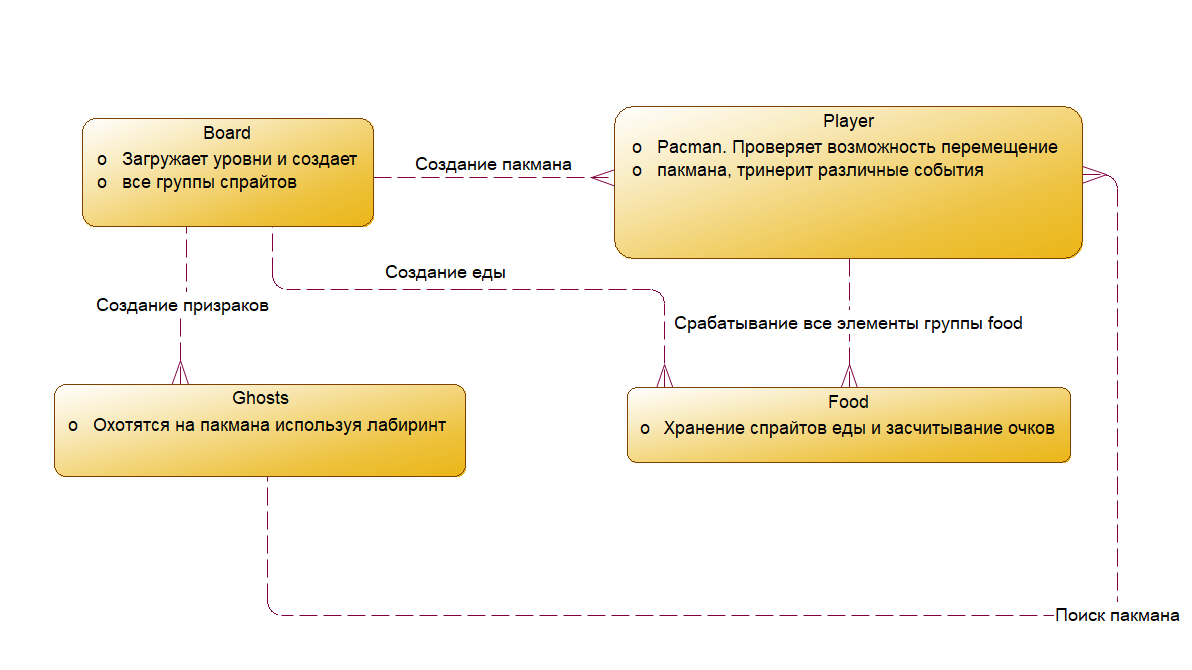 Board
o Загружает уровни и создает
o все группы спрайтов
Создание пакмана
Player
o Pacman. Проверяет возможность перемещение
o пакмана, тринерит различные события
Создание еды
Создание призраков
Срабатывание все элементы группы food
Ghosts
o Охотятся на пакмана используя лабиринт
Food
o Хранение спрайтов еды и засчитывание очков
Поиск пакмана